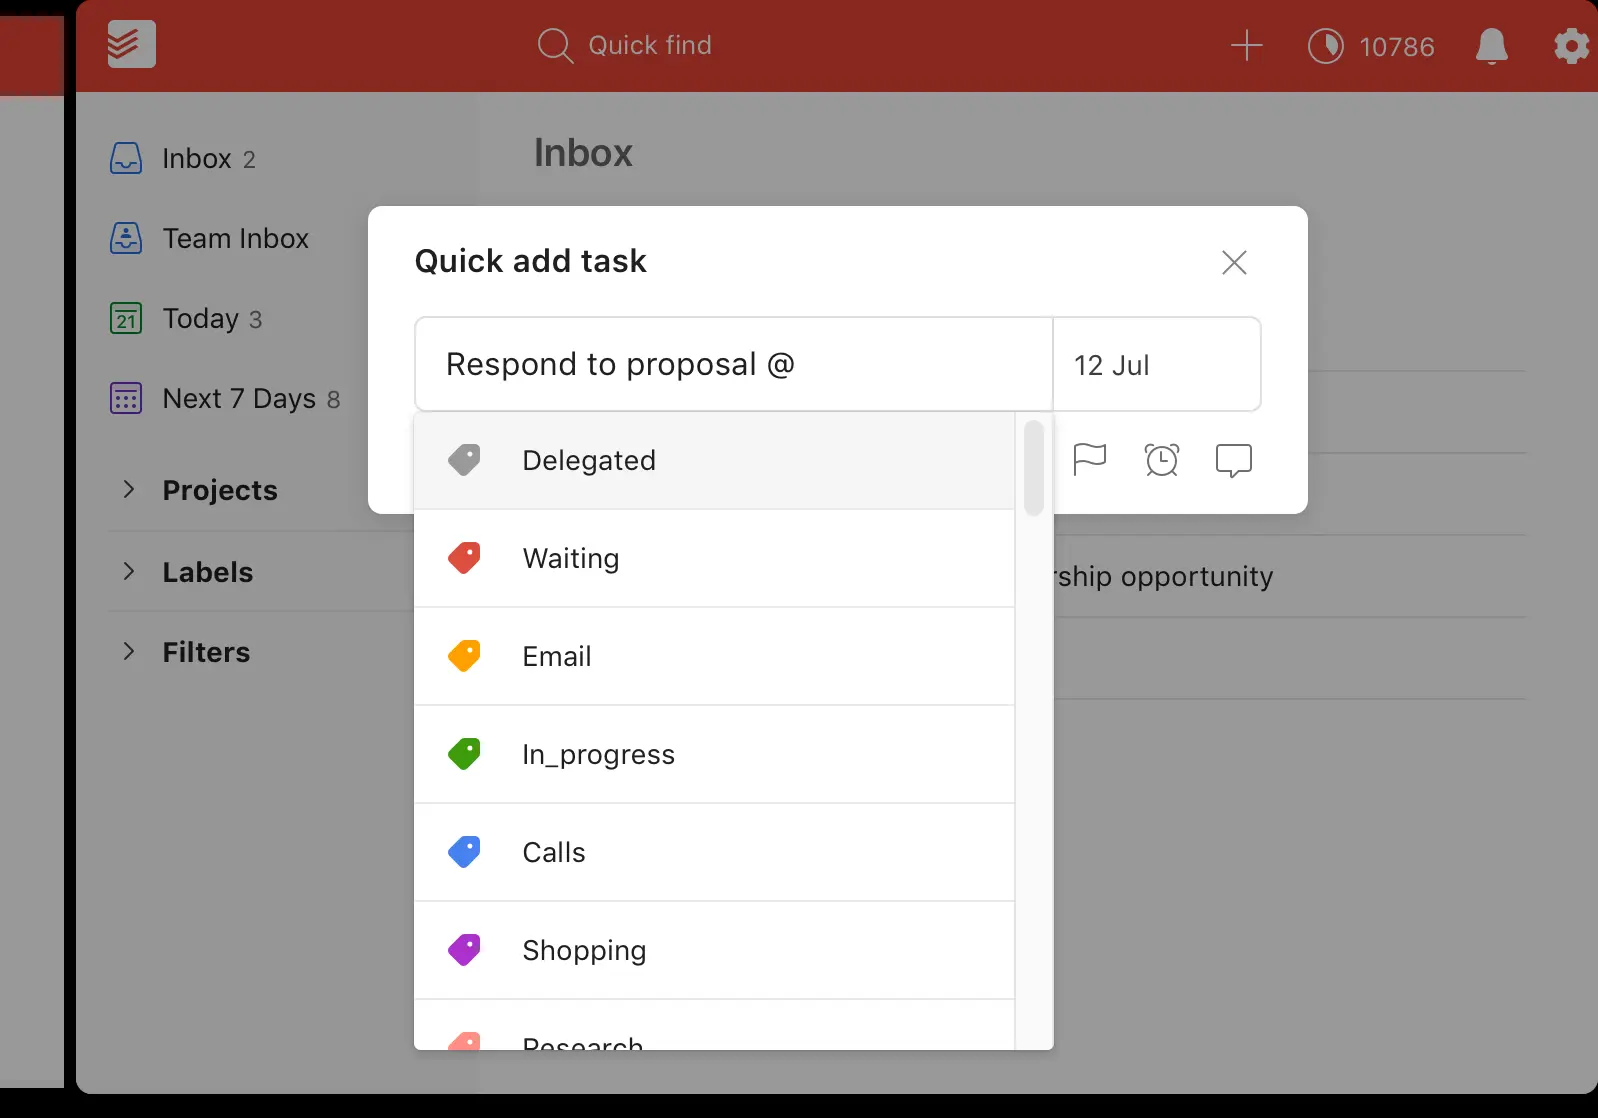 Quick find
10786
Inbox 2
Team Inbox
21
Today 3
Next 7 Days 8
Projects
Labels
Filters
Inbox
Quick add task
Respond to proposal @
12 Jul
Delegated
Waiting
Email
In_progress
Calls
Shopping
Research
rship opportunity